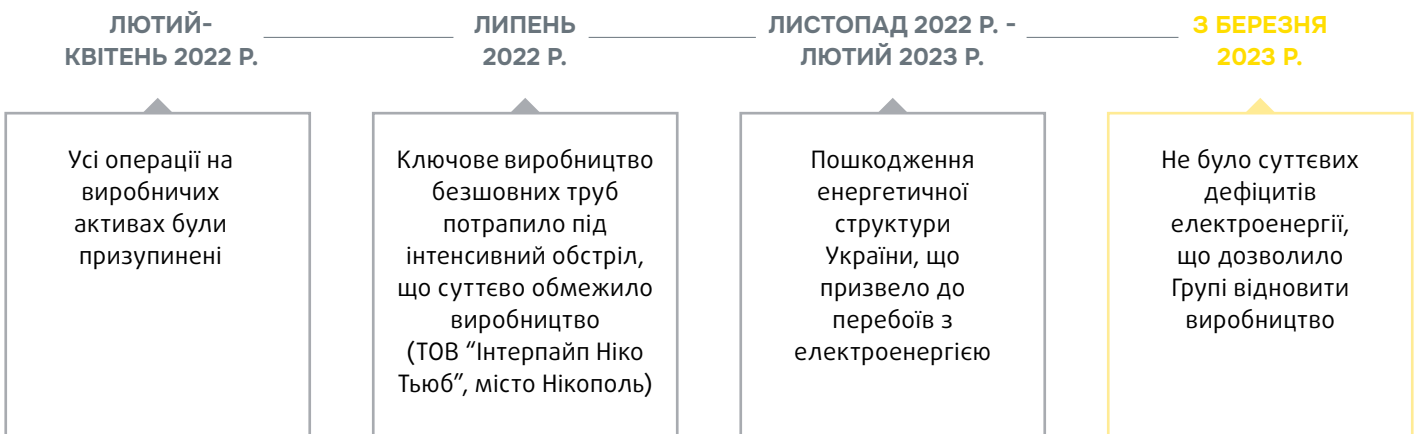 ЛЮТИЙ-
КВІТЕНЬ 2022 Р.
Усі операції на
виробничих
активах були
призупинені
ЛИПЕНЬ
2022 Р.
Ключове виробництво
безшовних труб
потрапило під
інтенсивний обстріл,
що суттєво обмежило
виробництво
(ТОВ “Інтерпайп Ніко
Тьюб”, місто Нікополь)
ЛИСТОПАД 2022 Р. -
ЛЮТИЙ 2023 Р.
Пошкодження
енергетичної
структури
України, що
призвело до
перебоїв з
електроенергією
З БЕРЕЗНЯ
2023 Р.
Не було суттєвих
дефіцитів
електроенергії,
що дозволило
Групі відновити
виробництво